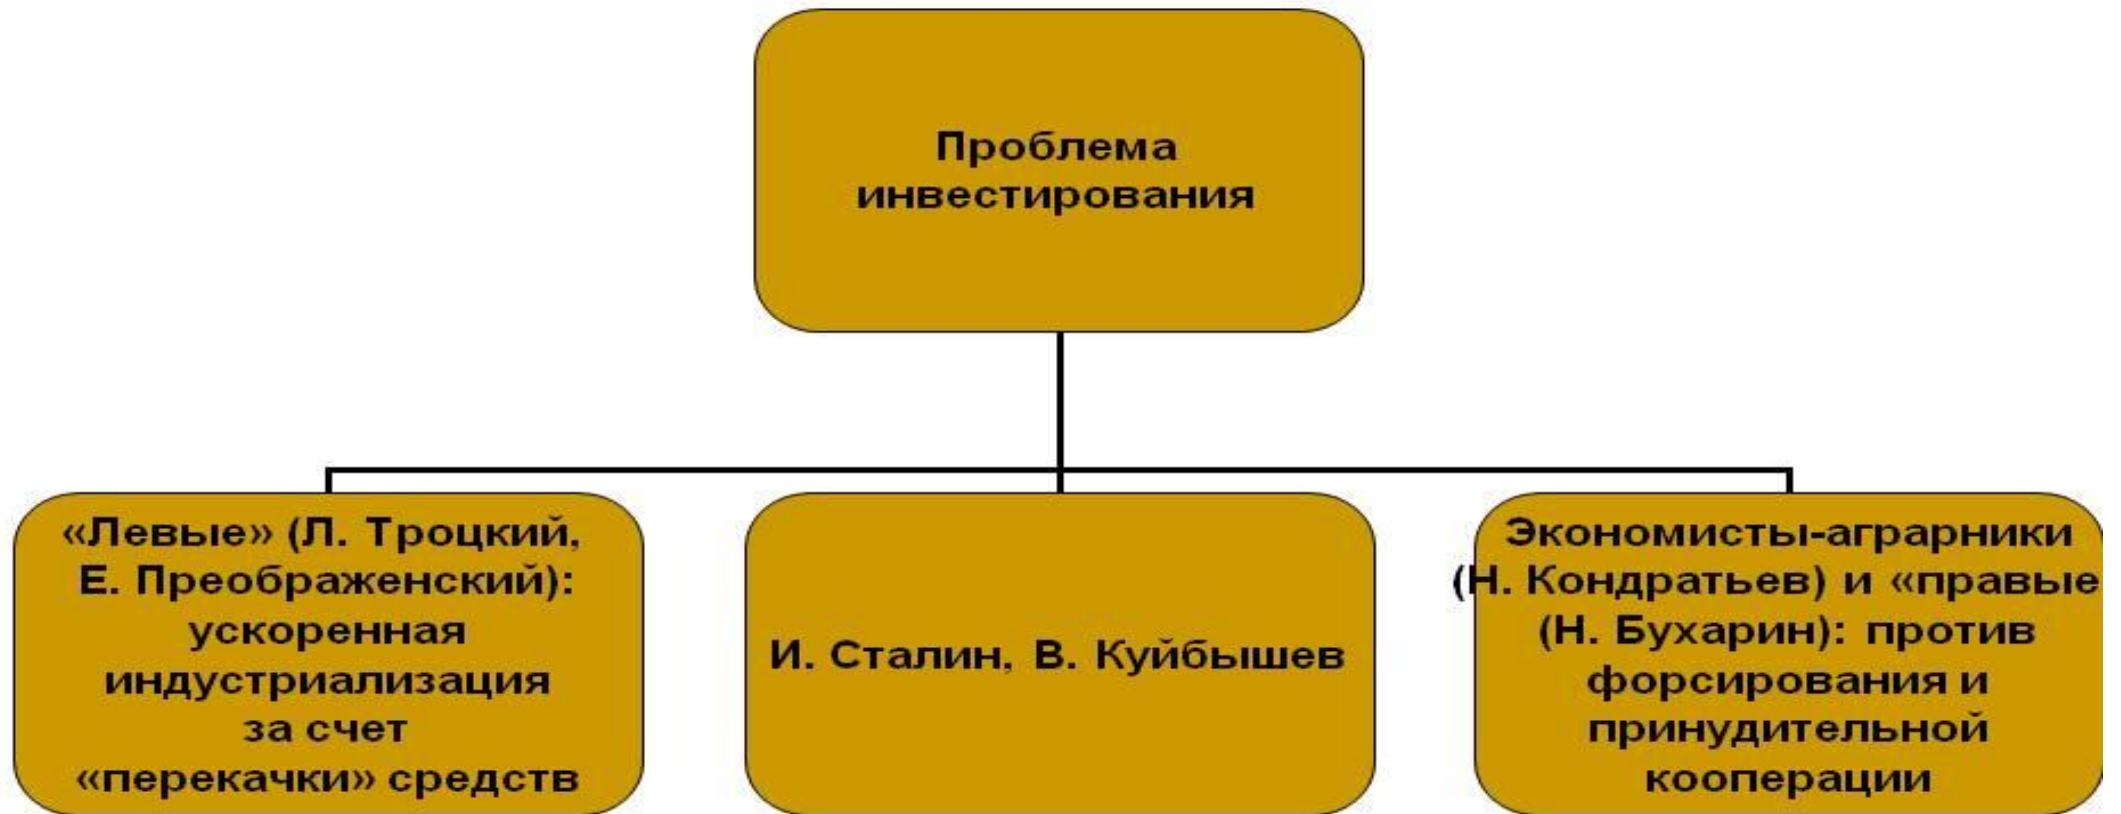 Проблема
инвестирования
«Левые» (Л. Троцкий,
Е. Преображенский):
ускоренная
индустриализация
за счет
«перекачки» средств
И. Сталин, В. Куйбышев
Экономисты-аграрники
(Н. Кондратьев) и «правые
(Н. Бухарин): против
форсирования и
принудительной
кооперации